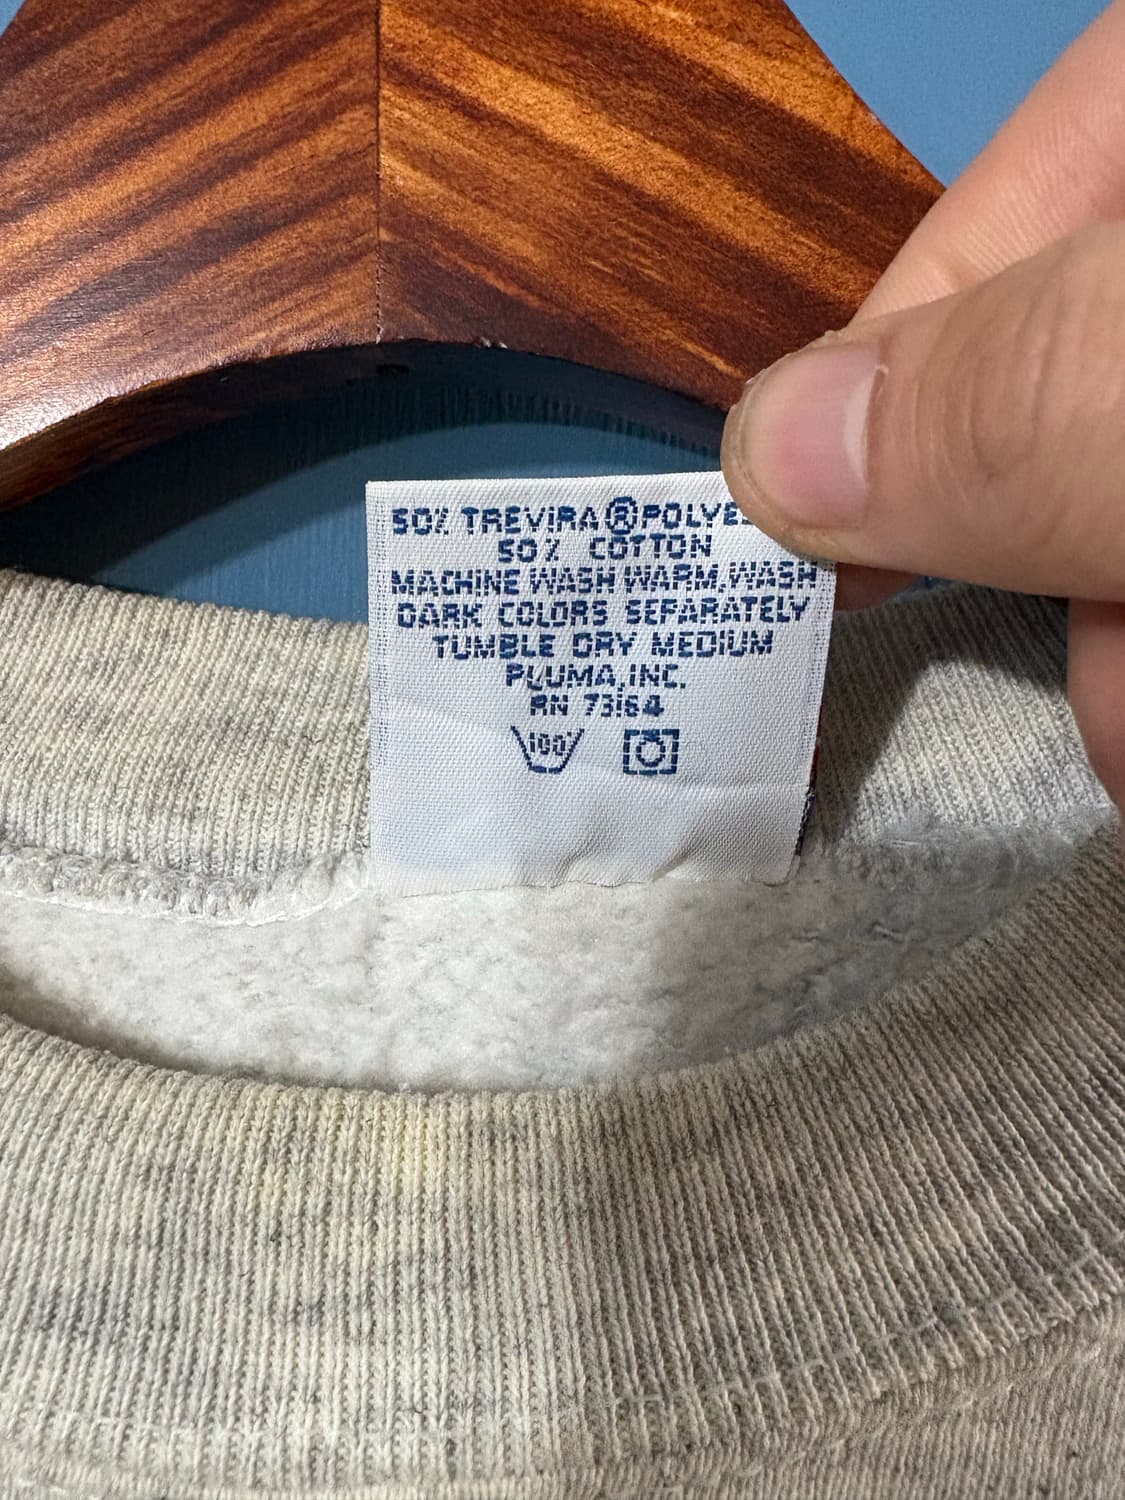 50% TREVIRA ® POLYES
50% COTTON
MACHINE WASH WARM, WASH
DARK COLORS SEPARATELY
TUMBLE DRY MEDIUM
PLUMA, INC.
RN 73164
100°